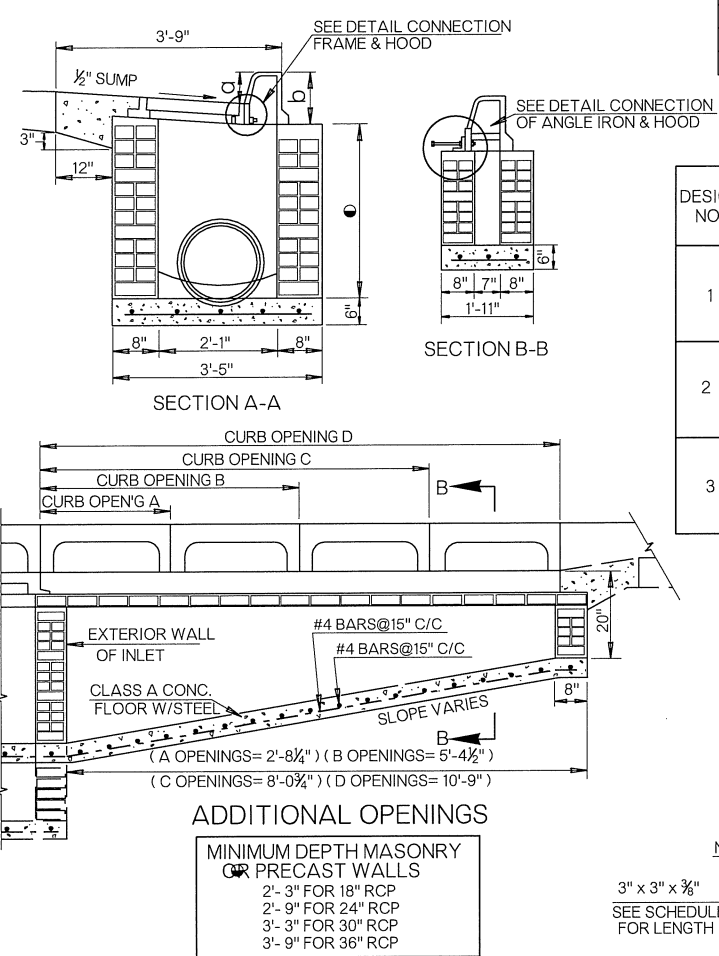 3'-9"
SEE DETAIL CONNECTION
FRAME & HOOD
½" SUMP
a
b
SEE DETAIL CONNECTION
OF ANGLE IRON & HOOD
3"
12"
6"
8" 2'-1" 8"
3'-5"
SECTION A-A
6"
8" 7" 8"
1'-11"
SECTION B-B
DESIG
NO
1
2
3
CURB OPENING D
CURB OPENING C
CURB OPENING B
CURB OPEN'G A
B
EXTERIOR WALL
OF INLET
#4 BARS@15" C/C
#4 BARS@15" C/C
20"
CLASS A CONC.
FLOOR W/STEEL
SLOPE VARIES
8"
B
( A OPENINGS= 2'-8¼" ) ( B OPENINGS= 5'-4½" )
( C OPENINGS= 8'-0¾" ) ( D OPENINGS= 10'-9" )
ADDITIONAL OPENINGS
MINIMUM DEPTH MASONRY
OR PRECAST WALLS
2'- 3" FOR 18" RCP
2'- 9" FOR 24" RCP
3'- 3" FOR 30" RCP
3'- 9" FOR 36" RCP
3" x 3" x ⅜"
SEE SCHEDULE
FOR LENGTH